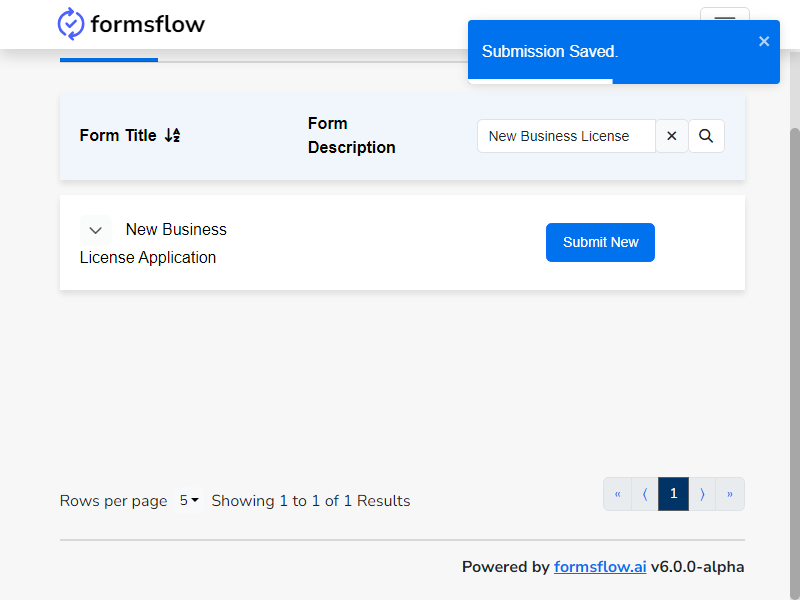 formsflow
Submission Saved.
Form Title
Form
Description
New Business License
New Business
License Application
Submit New
Rows per page 5 Showing 1 to 1 of 1 Results
« ⟨ 1 ⟩ »
Powered by formsflow.ai v6.0.0-alpha